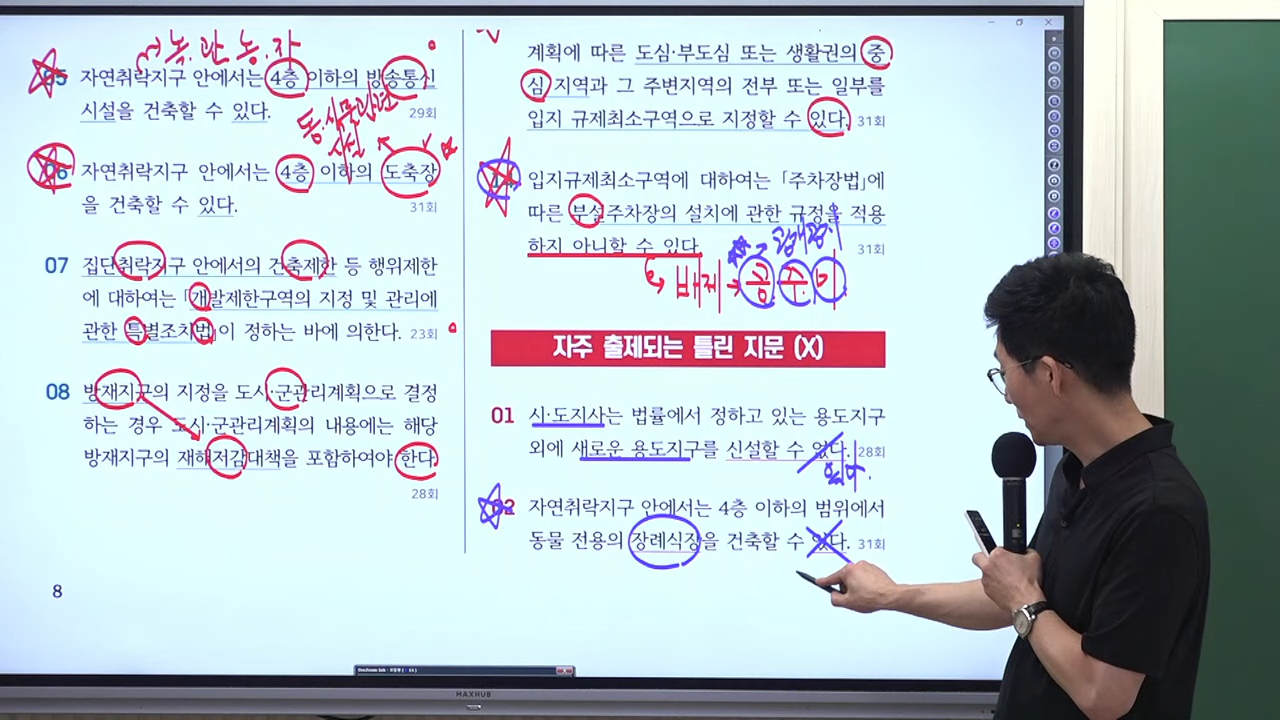 농.관.농.자
05 자연취락지구 안에서는 4층 이하의 방송통신
시설을 건축할 수 있다. 29회
06 자연취락지구 안에서는 4층 이하의 도축장
을 건축할 수 있다. 31회
07 집단취락지구 안에서의 건축제한 등 행위제한
에 대하여는 「개발제한구역의 지정 및 관리에
관한 특별조치법」이 정하는 바에 의한다. 23회
08 방재지구의 지정을 도시·군관리계획으로 결정
하는 경우 도시·군관리계획의 내용에는 해당
방재지구의 재해저감대책을 포함하여야 한다.
28회
8
계획에 따른 도심·부도심 또는 생활권의 중
심 지역과 그 주변지역의 전부 또는 일부를
입지 규제최소구역으로 지정할 수 있다. 31회
입지규제최소구역에 대하여는 「주차장법」에
따른 부설주차장의 설치에 관한 규정을 적용
하지 아니할 수 있다. 31회
배제 → 공 주 미
자주 출제되는 틀린 지문 (X)
01 시·도지사는 법률에서 정하고 있는 용도지구
외에 새로운 용도지구를 신설할 수 없다. 28회
있다.
02 자연취락지구 안에서는 4층 이하의 범위에서
동물 전용의 장례식장을 건축할 수 있다. 31회
MAXHUB